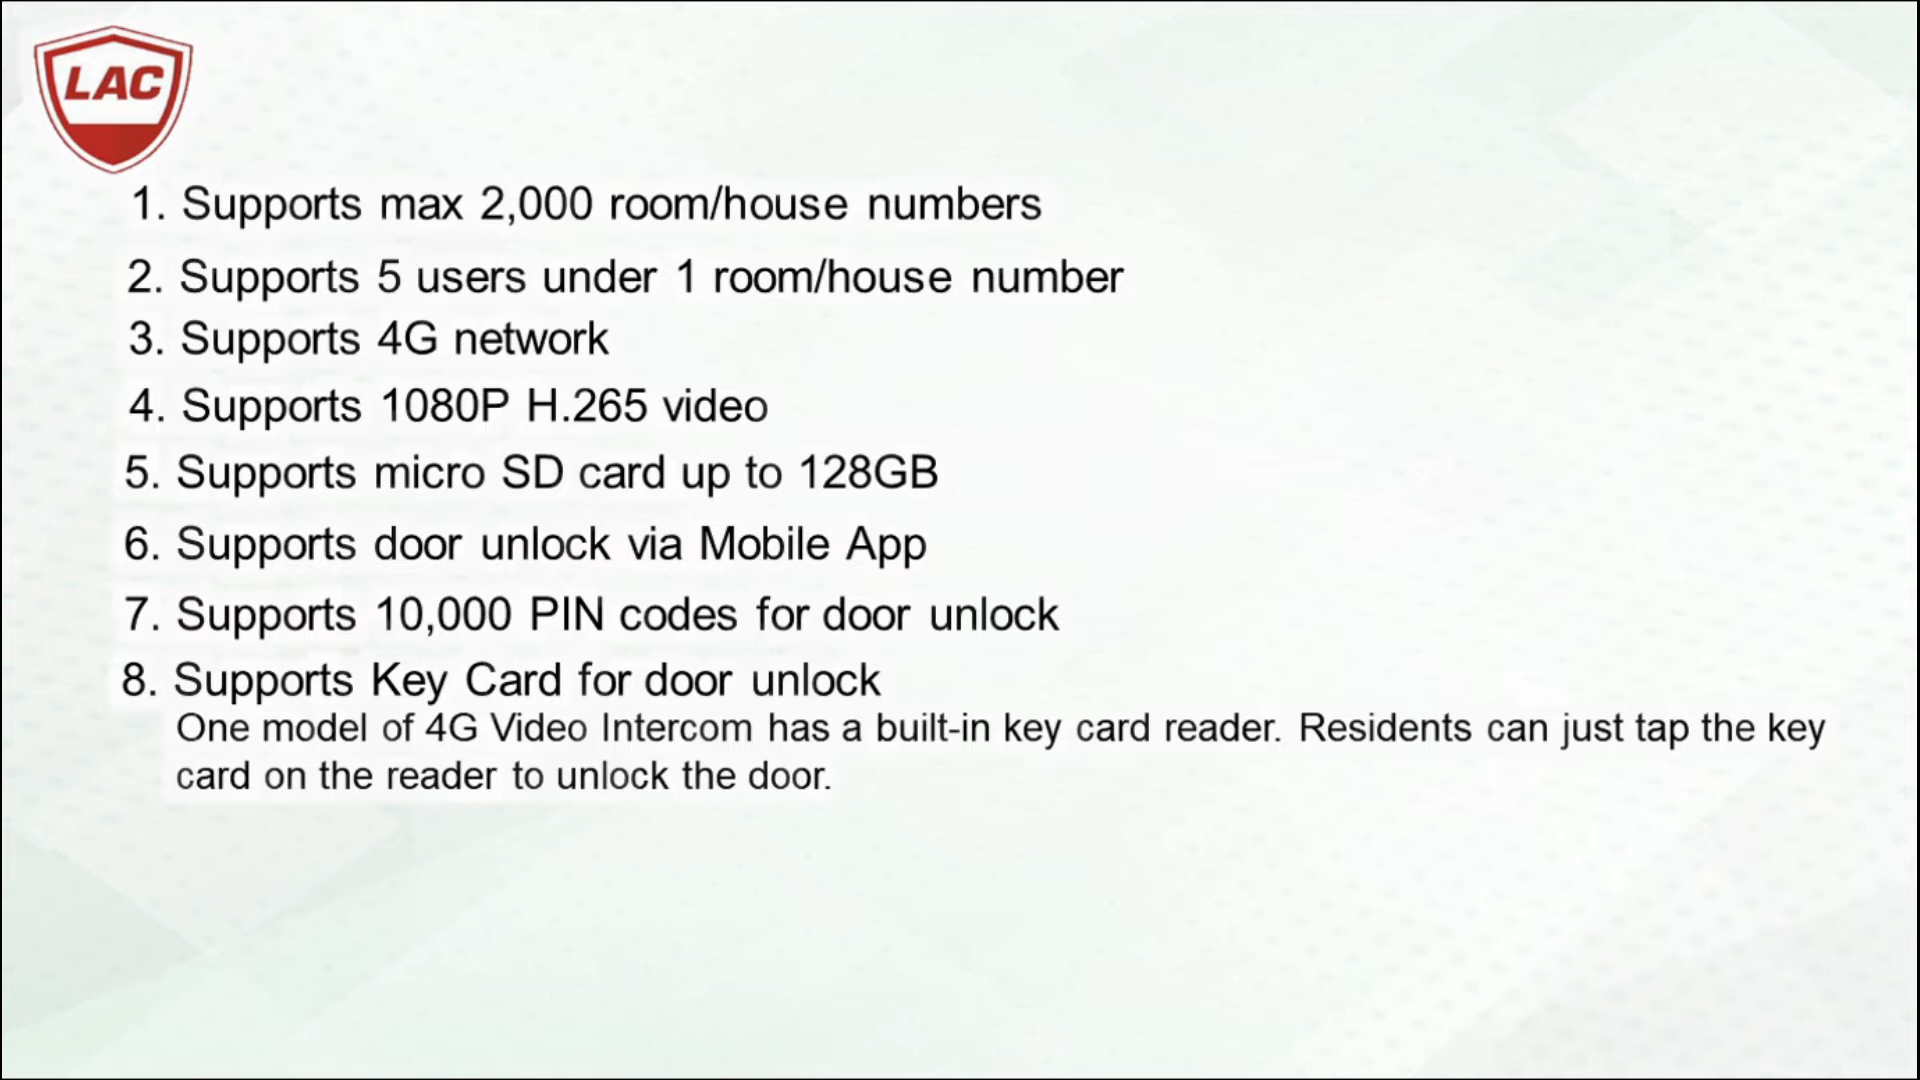 LAC
1. Supports max 2,000 room/house numbers
2. Supports 5 users under 1 room/house number
3. Supports 4G network
4. Supports 1080P H.265 video
5. Supports micro SD card up to 128GB
6. Supports door unlock via Mobile App
7. Supports 10,000 PIN codes for door unlock
8. Supports Key Card for door unlock
One model of 4G Video Intercom has a built-in key card reader. Residents can just tap the key
card on the reader to unlock the door.